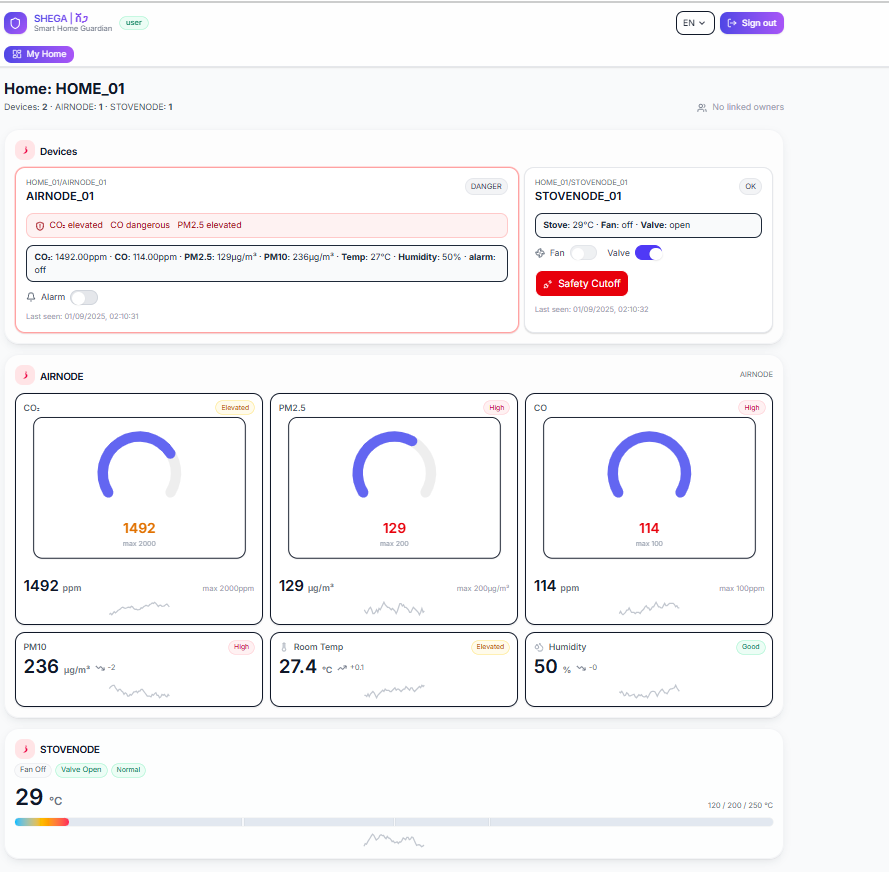 SHEGA | ሸጋ
Smart Home Guardian
user
EN
Sign out
My Home
Home: HOME_01
Devices: 2 · AIRNODE: 1 · STOVENODE: 1
No linked owners
Devices
HOME_01/AIRNODE_01
AIRNODE_01
DANGER
CO₂ elevated CO dangerous PM2.5 elevated
CO₂: 1492.00ppm · CO: 114.00ppm · PM2.5: 129µg/m³ · PM10: 236µg/m³ · Temp: 27°C · Humidity: 50% · alarm:
off
Alarm
Last seen: 01/09/2025, 02:10:31
HOME_01/STOVENODE_01
STOVENODE_01
OK
Stove: 29°C · Fan: off · Valve: open
Fan Valve
Safety Cutoff
Last seen: 01/09/2025, 02:10:32
AIRNODE
AIRNODE
CO₂
Elevated
1492
max 2000
1492 ppm
max 2000ppm
PM2.5
High
129
max 200
129 µg/m³
max 200µg/m³
CO
High
114
max 100
114 ppm
max 100ppm
PM10
High
236 µg/m³ -2
Room Temp
Elevated
27.4 °C +0.1
Humidity
Good
50 % -0
STOVENODE
Fan Off Valve Open Normal
29 °C
120 / 200 / 250 °C